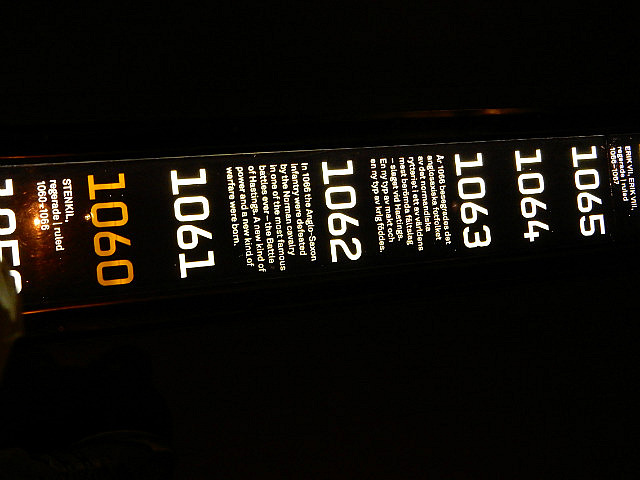 ERIK VII, ERIK VIII,
regerade | ruled
1066–1067
1065
1064
1063
År 1066 besegrades det
anglosaxiska fotfolket
av det normandiska
rytteriet i ett av världens
mest berömda fältslag
– slaget vid Hastings.
En ny typ av makt och
en ny typ av krig föddes.
1062
In 1066 the Anglo-Saxon
infantry were defeated
by the Norman cavalry
in one of the most famous
battles ever – the Battle
of Hastings. A new kind of
power and a new kind of
warfare were born.
1061
1060
STENKIL
regerade | ruled
1060–1066